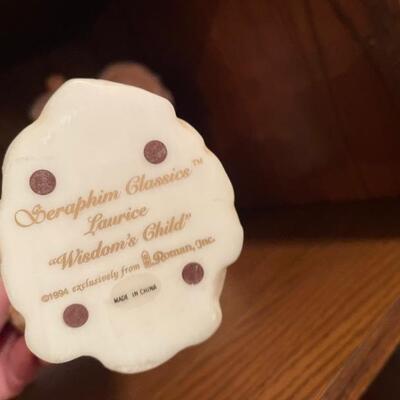 Seraphim Classics™
Laurice
"Wisdom's Child"
©1994 exclusively from Roman, Inc.
MADE IN CHINA